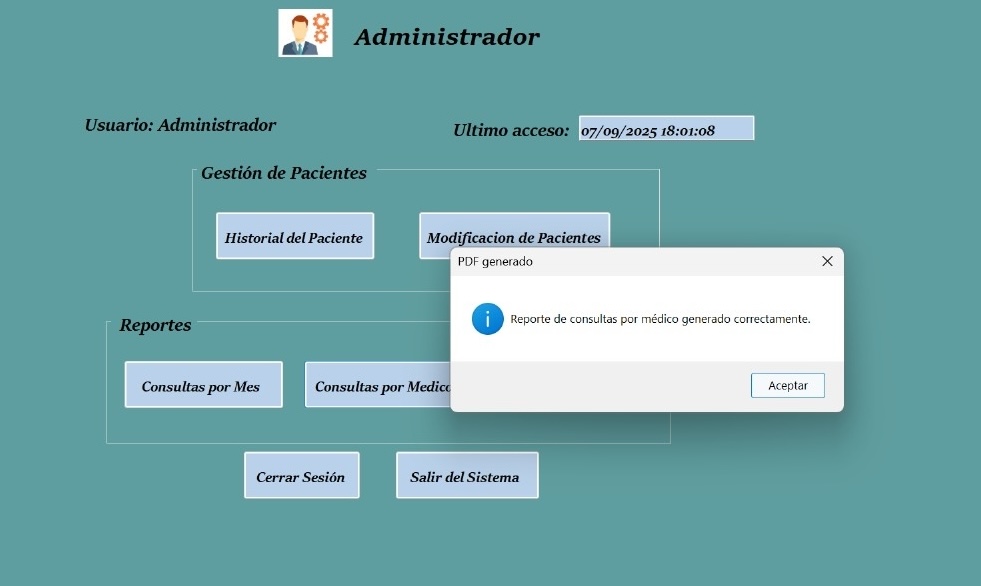 Administrador
Usuario: Administrador
Ultimo acceso: 07/09/2025 18:01:08
Gestión de Pacientes
Historial del Paciente
Modificacion de Pacientes
PDF generado
Reporte de consultas por médico generado correctamente.
Aceptar
Reportes
Consultas por Mes
Consultas por Medico
Cerrar Sesión
Salir del Sistema